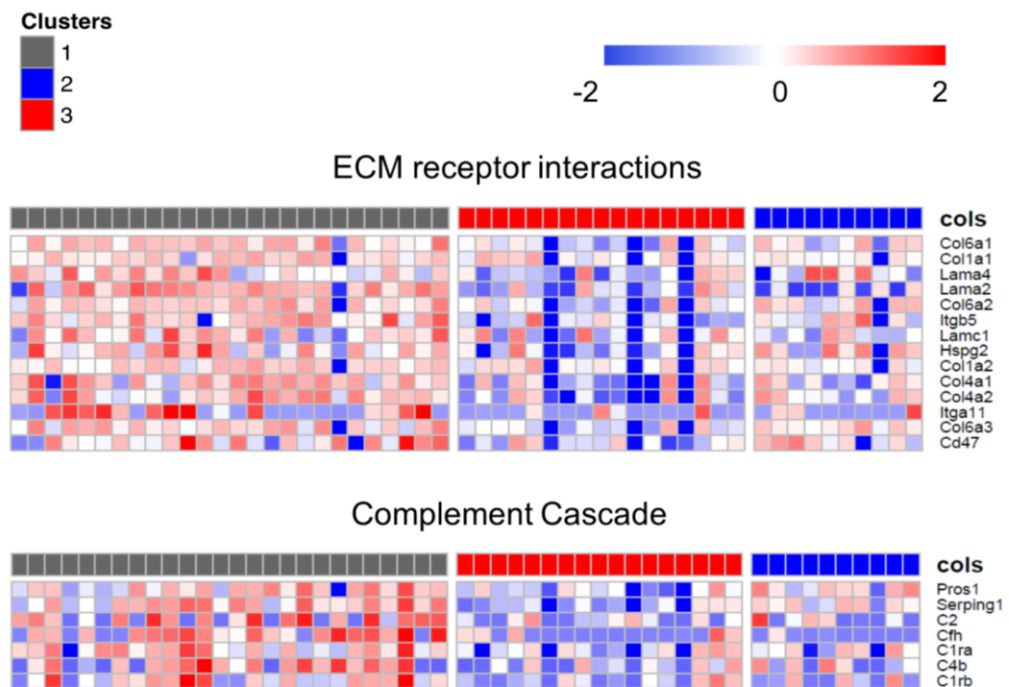 Clusters
1
2
3
-2 0 2
ECM receptor interactions
cols
Col6a1
Col1a1
Lama4
Lama2
Col6a2
Itgb5
Lamc1
Hspg2
Col1a2
Col4a1
Col4a2
Itga11
Col6a3
Cd47
Complement Cascade
cols
Pros1
Serping1
C2
Cfh
C1ra
C4b
C1rb